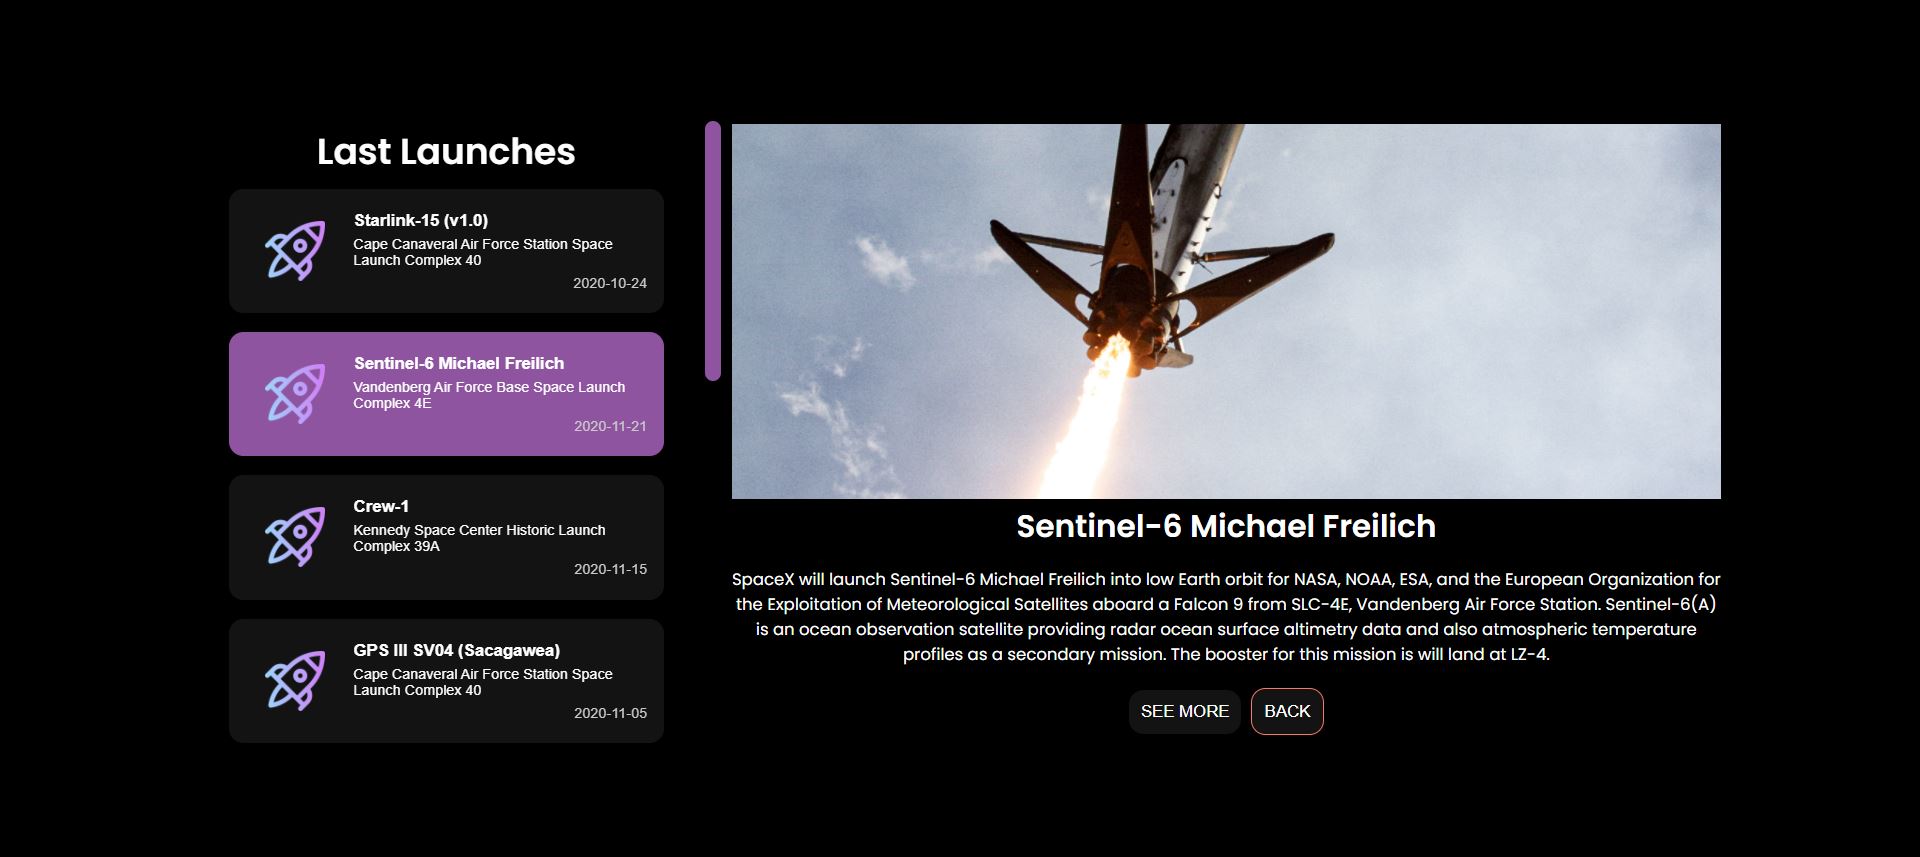 Last Launches
Starlink-15 (v1.0)
Cape Canaveral Air Force Station Space
Launch Complex 40
2020-10-24
Sentinel-6 Michael Freilich
Vandenberg Air Force Base Space Launch
Complex 4E
2020-11-21
Crew-1
Kennedy Space Center Historic Launch
Complex 39A
2020-11-15
GPS III SV04 (Sacagawea)
Cape Canaveral Air Force Station Space
Launch Complex 40
2020-11-05
Sentinel-6 Michael Freilich
SpaceX will launch Sentinel-6 Michael Freilich into low Earth orbit for NASA, NOAA, ESA, and the European Organization for
the Exploitation of Meteorological Satellites aboard a Falcon 9 from SLC-4E, Vandenberg Air Force Station. Sentinel-6(A)
is an ocean observation satellite providing radar ocean surface altimetry data and also atmospheric temperature
profiles as a secondary mission. The booster for this mission is will land at LZ-4.
SEE MORE
BACK